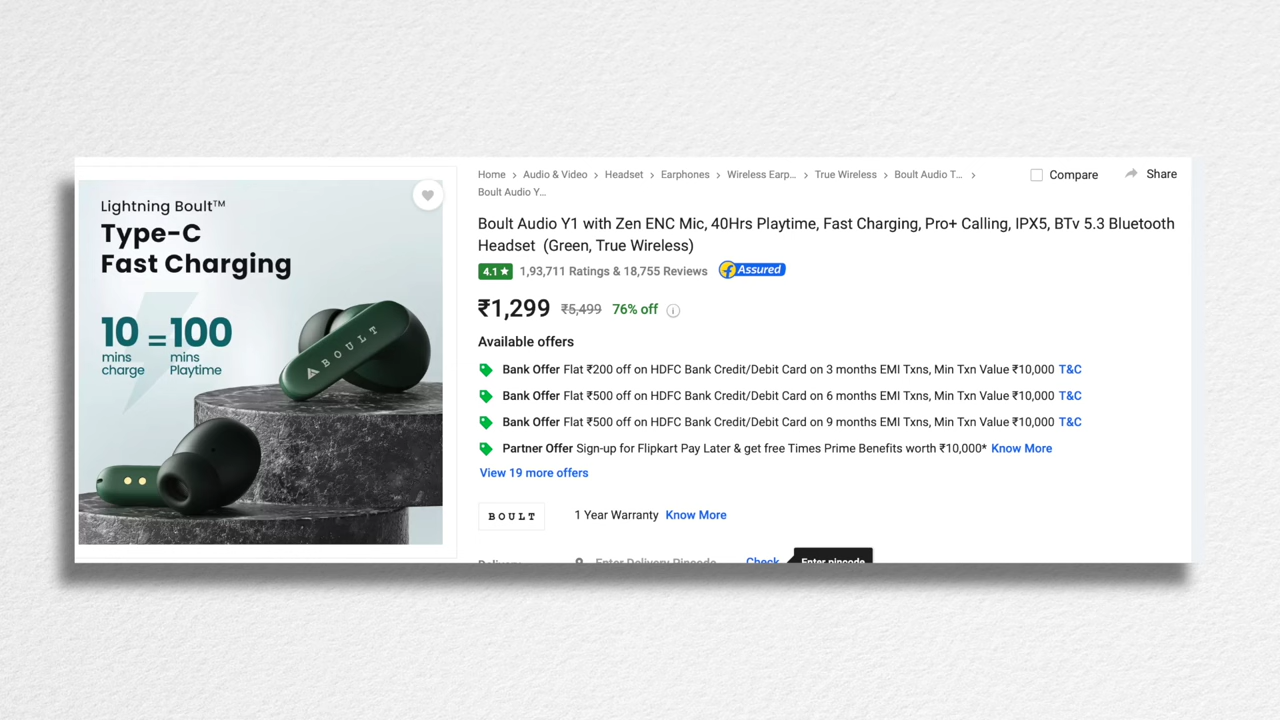 Lightning Boult™
Type-C
Fast Charging
10 = 100
mins mins
charge Playtime
BOULT
Home > Audio & Video > Headset > Earphones > Wireless Earp... > True Wireless > Boult Audio T... >
Boult Audio Y...
Compare
Share
Boult Audio Y1 with Zen ENC Mic, 40Hrs Playtime, Fast Charging, Pro+ Calling, IPX5, BTv 5.3 Bluetooth
Headset (Green, True Wireless)
4.1★ 1,93,711 Ratings & 18,755 Reviews f Assured
₹1,299 ₹5,499 76% off i
Available offers
Bank Offer Flat ₹200 off on HDFC Bank Credit/Debit Card on 3 months EMI Txns, Min Txn Value ₹10,000 T&C
Bank Offer Flat ₹500 off on HDFC Bank Credit/Debit Card on 6 months EMI Txns, Min Txn Value ₹10,000 T&C
Bank Offer Flat ₹500 off on HDFC Bank Credit/Debit Card on 9 months EMI Txns, Min Txn Value ₹10,000 T&C
Partner Offer Sign-up for Flipkart Pay Later & get free Times Prime Benefits worth ₹10,000* Know More
View 19 more offers
BOULT 1 Year Warranty Know More
Delivery Enter Delivery Pincode Check Enter pincode